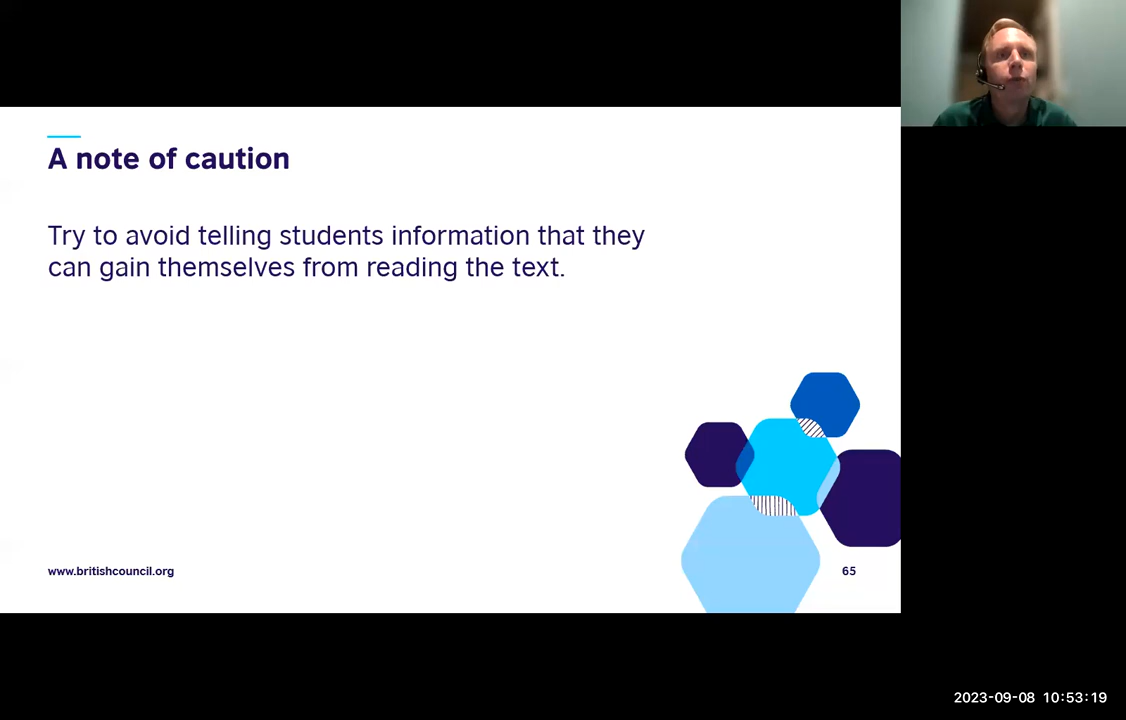 A note of caution
Try to avoid telling students information that they
can gain themselves from reading the text.
www.britishcouncil.org
65
2023-09-08 10:53:19